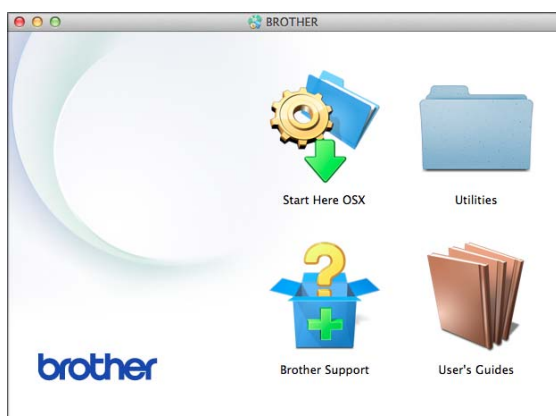 BROTHER
Start Here OSX
Utilities
Brother Support
User's Guides
brother